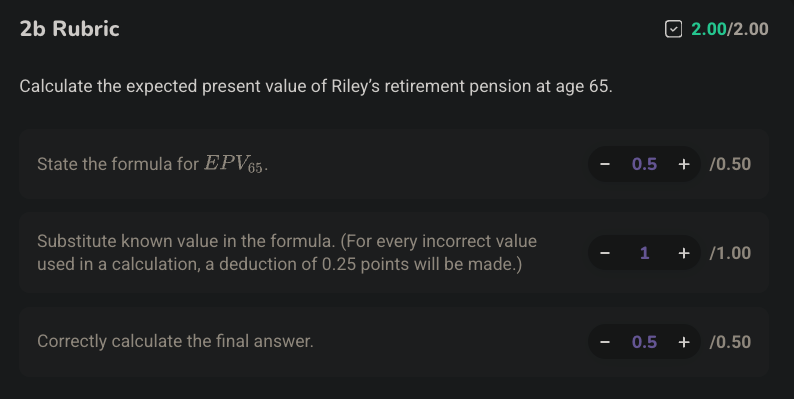 2b Rubric
2.00/2.00
Calculate the expected present value of Riley’s retirement pension at age 65.
State the formula for EPV₆₅.
− 0.5 + /0.50
Substitute known value in the formula. (For every incorrect value
used in a calculation, a deduction of 0.25 points will be made.)
− 1 + /1.00
Correctly calculate the final answer.
− 0.5 + /0.50